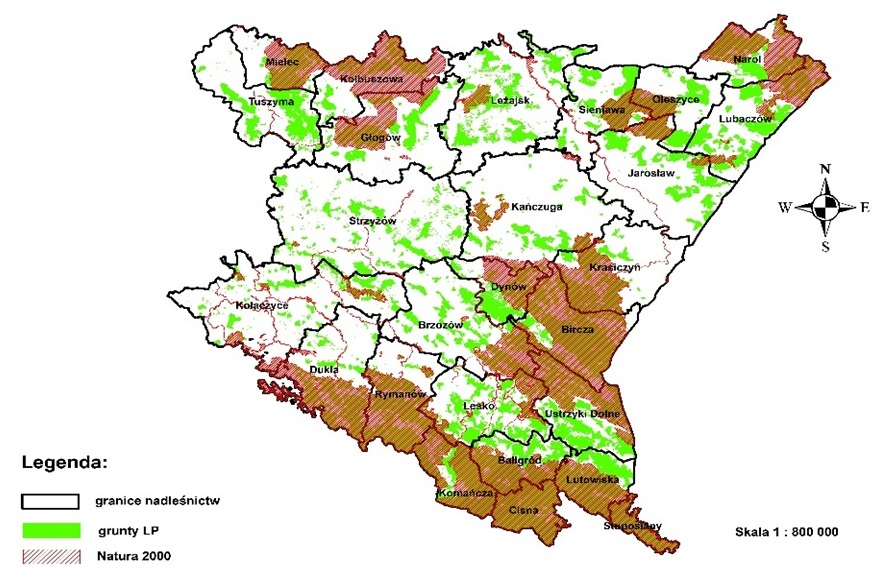 Narol
Mielec
Kolbuszowa
Tuszyma
Leżajsk
Oleszyce
Sieniawa
Lubaczów
Głogów
Jarosław
Kańczuga
Strzyżów
N
W E
S
Krasiczyn
Dynów
Kołaczyce
Brzozów
Bircza
Dukla
Rymanów
Lesko
Ustrzyki Dolne
Baligród
Lutowiska
Komańcza
Cisna
Stuposiany
Legenda:
granice nadleśnictw
grunty LP
Natura 2000
Skala 1 : 800 000